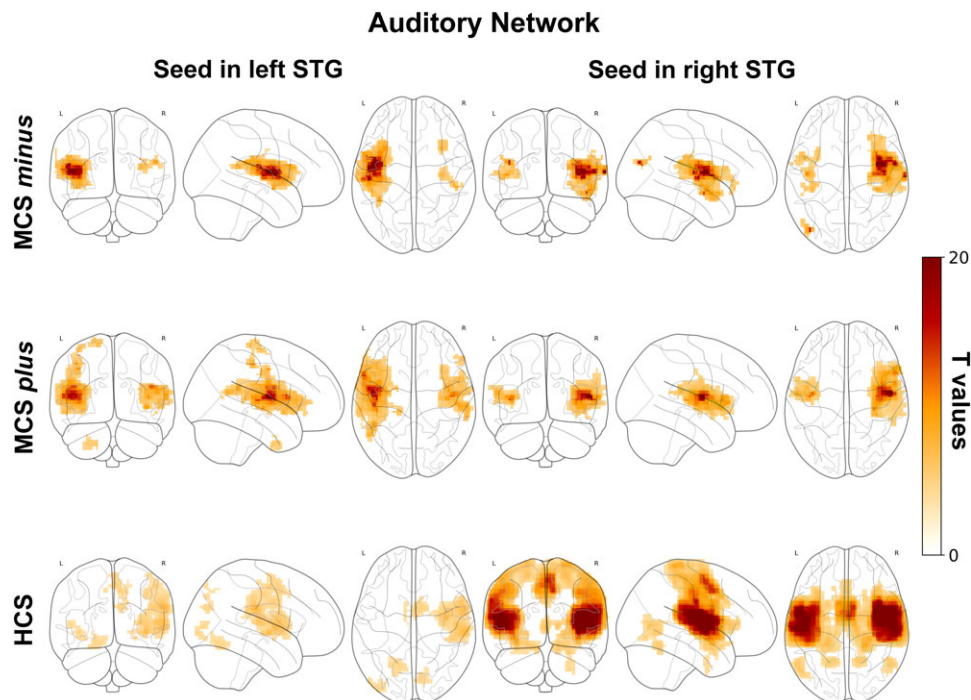 Auditory Network
Seed in left STG
Seed in right STG
MCS minus
L R
L R
L R
L R
MCS plus
L R
L R
L R
L R
HCS
L R
L R
L R
L R
20
T values
0